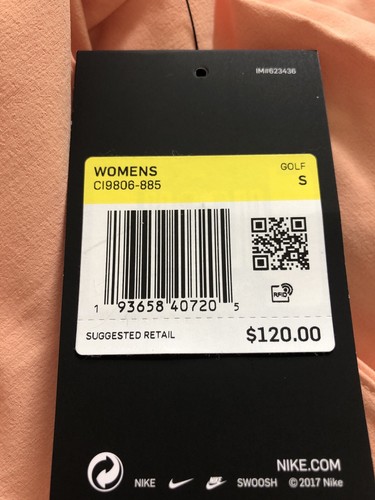 IM#623436
WOMENS GOLF
CI9806-885 S
1 93658 40720 5
RFID
SUGGESTED RETAIL $120.00
NIKE.COM
NIKE SWOOSH © 2017 Nike